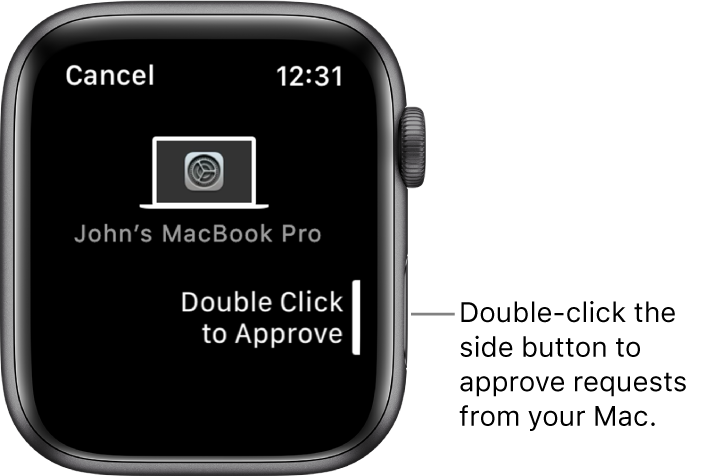 Cancel 12:31
John’s MacBook Pro
Double Click
to Approve
Double-click the
side button to
approve requests
from your Mac.